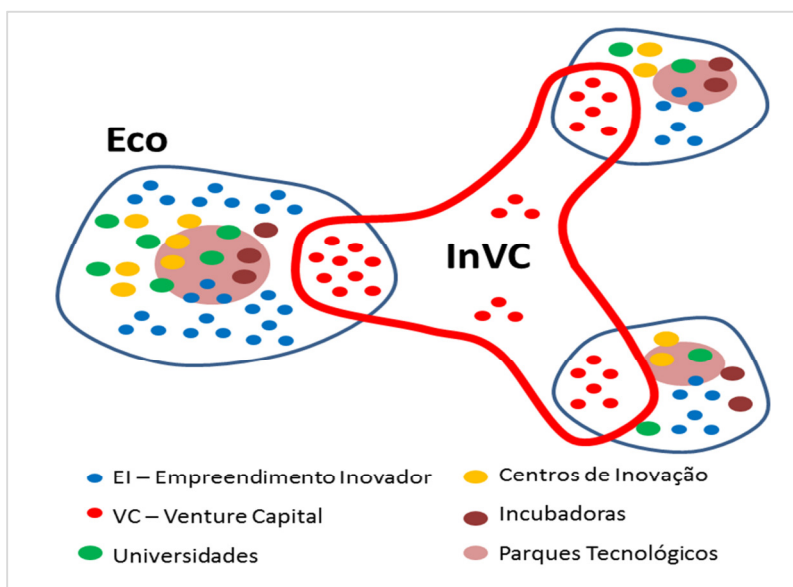 Eco
InVC
EI – Empreendimento Inovador
VC – Venture Capital
Universidades
Centros de Inovação
Incubadoras
Parques Tecnológicos